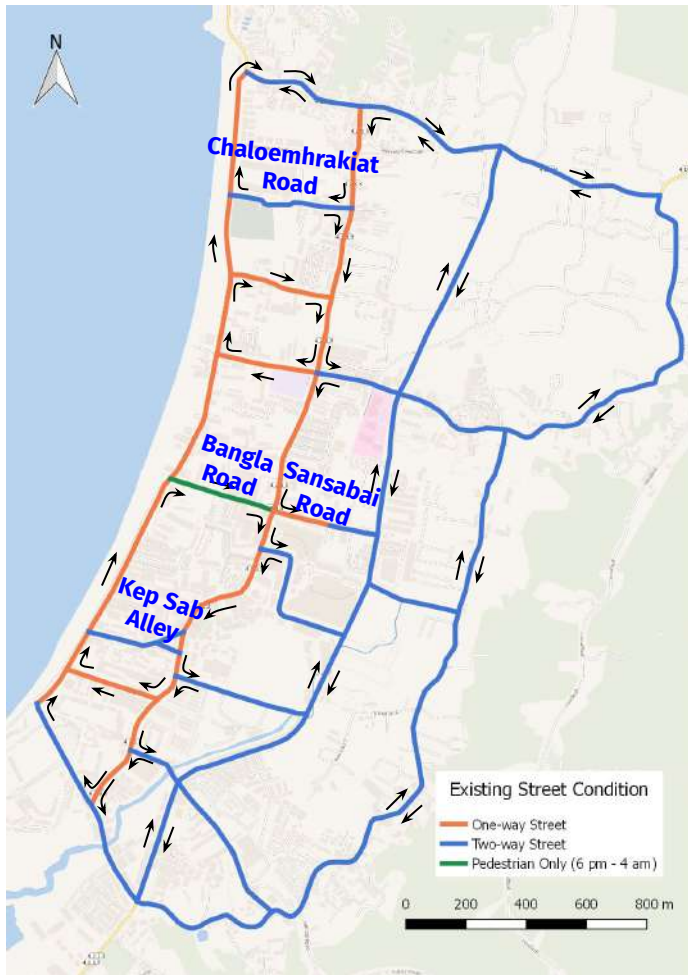 N
Chaloemhrakiat
Road
Bangla
Road
Sansabai
Road
Kep Sab
Alley
Existing Street Condition
One-way Street
Two-way Street
Pedestrian Only (6 pm - 4 am)
0 200 400 600 800 m